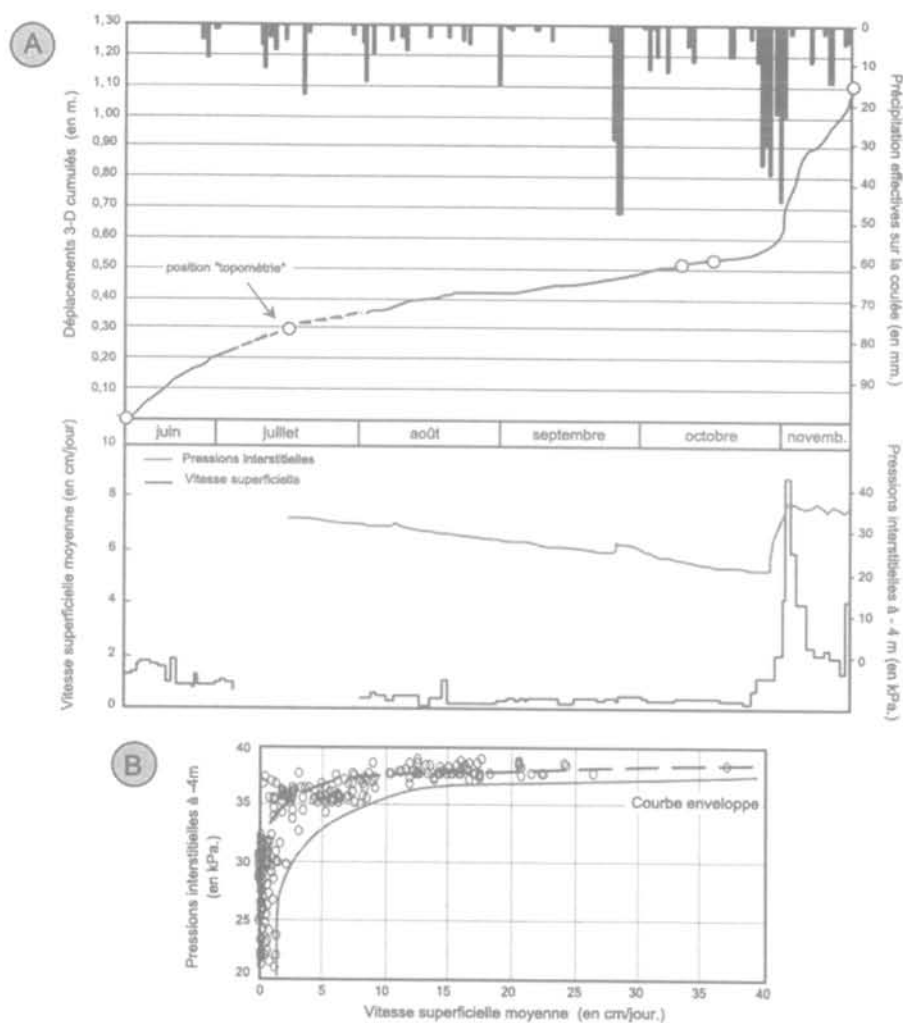 A
Déplacements 3-D cumulés (en m.)
1,30
1,20
1,10
1,00
0,90
0,80
0,70
0,60
0,50
0,40
0,30
0,20
0,10
position "topométrie"
0
10
20
30
40
50
60
70
80
90
Précipitation effectives sur la coulée (en mm.)
juin
juillet
août
septembre
octobre
novemb.
Vitesse superficielle moyenne (en cm/jour)
10
8
6
4
2
0
Pressions interstitielles
Vitesse superficielle
40
30
20
10
0
Pressions interstitielles à - 4 m (en kPa.)
B
Pressions interstitielles à -4m
(en kPa.)
40
35
30
25
20
Courbe enveloppe
0
5
10
15
20
25
30
35
40
Vitesse superficielle moyenne (en cm/jour.)